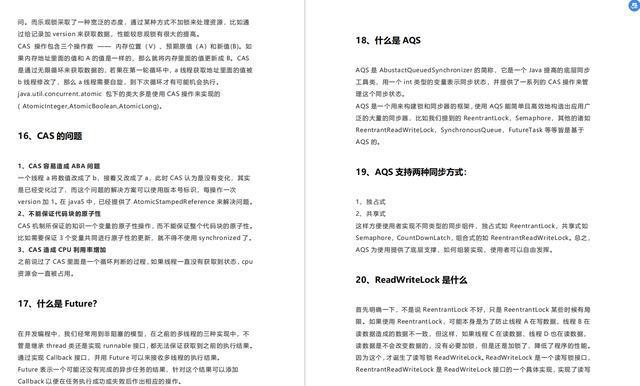 问。而乐观锁采取了一种宽泛的态度，通过某种方式不加锁来处理资源，比如通
过给记录加 version 来获取数据，性能较悲观锁有很大的提高。
CAS 操作包含三个操作数 —— 内存位置（V）、预期原值（A）和新值(B)。如
果内存地址里面的值和 A 的值是一样的，那么就将内存里面的值更新成 B。CAS
是通过无限循环来获取数据的，若果在第一轮循环中，a 线程获取地址里面的值被
b 线程修改了，那么 a 线程需要自旋，到下次循环才有可能机会执行。
java.util.concurrent.atomic 包下的类大多是使用 CAS 操作来实现的
( AtomicInteger,AtomicBoolean,AtomicLong)。
16、CAS 的问题
1、CAS 容易造成 ABA 问题
一个线程 a 将数值改成了 b，接着又改成了 a，此时 CAS 认为是没有变化，其实
是已经变化过了，而这个问题的解决方案可以使用版本号标识，每操作一次
version 加 1。在 java5 中，已经提供了 AtomicStampedReference 来解决问题。
2、不能保证代码块的原子性
CAS 机制所保证的知识一个变量的原子性操作，而不能保证整个代码块的原子性。
比如需要保证 3 个变量共同进行原子性的更新，就不得不使用 synchronized 了。
3、CAS 造成 CPU 利用率增加
之前说过了 CAS 里面是一个循环判断的过程，如果线程一直没有获取到状态，cpu
资源会一直被占用。
17、什么是 Future?
在并发编程中，我们经常用到非阻塞的模型，在之前的多线程的三种实现中，不
管是继承 thread 类还是实现 runnable 接口，都无法保证获取到之前的执行结果。
通过实现 Callback 接口，并用 Future 可以来接收多线程的执行结果。
Future 表示一个可能还没有完成的异步任务的结果，针对这个结果可以添加
Callback 以便在任务执行成功或失败后作出相应的操作。
18、什么是 AQS
AQS 是 AbustactQueuedSynchronizer 的简称，它是一个 Java 提高的底层同步
工具类，用一个 int 类型的变量表示同步状态，并提供了一系列的 CAS 操作来管
理这个同步状态。
AQS 是一个用来构建锁和同步器的框架，使用 AQS 能简单且高效地构造出应用广
泛的大量的同步器，比如我们提到的 ReentrantLock，Semaphore，其他的诸如
ReentrantReadWriteLock，SynchronousQueue，FutureTask 等等皆是基于
AQS 的。
19、AQS 支持两种同步方式：
1、独占式
2、共享式
这样方便使用者实现不同类型的同步组件，独占式如 ReentrantLock，共享式如
Semaphore，CountDownLatch，组合式的如 ReentrantReadWriteLock。总之，
AQS 为使用提供了底层支撑，如何组装实现，使用者可以自由发挥。
20、ReadWriteLock 是什么
首先明确一下，不是说 ReentrantLock 不好，只是 ReentrantLock 某些时候有局
限。如果使用 ReentrantLock，可能本身是为了防止线程 A 在写数据、线程 B 在
读数据造成的数据不一致，但这样，如果线程 C 在读数据、线程 D 也在读数据，
读数据是不会改变数据的，没有必要加锁，但是还是加锁了，降低了程序的性能。
因为这个，才诞生了读写锁 ReadWriteLock。ReadWriteLock 是一个读写锁接口，
ReentrantReadWriteLock 是 ReadWriteLock 接口的一个具体实现，实现了读写